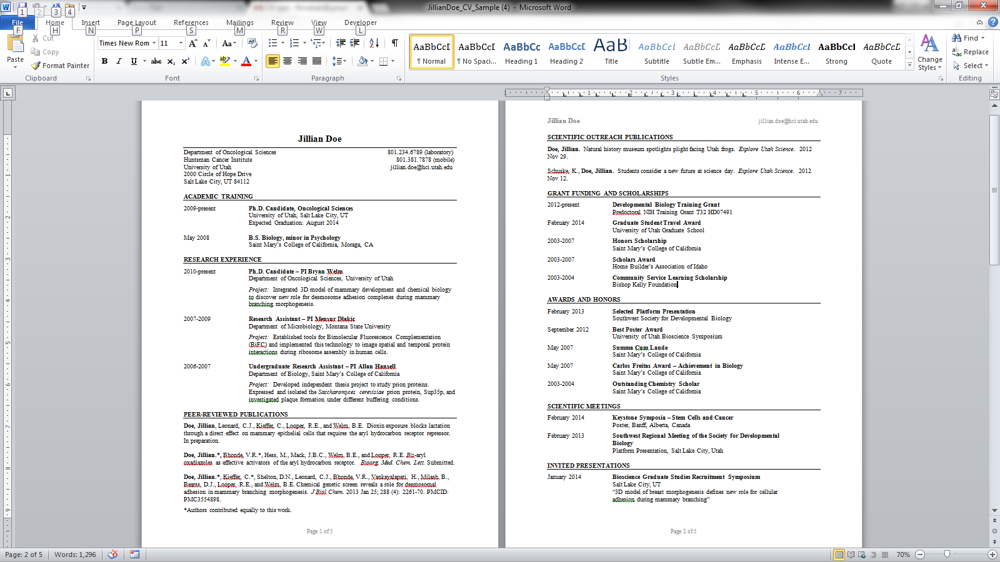 JillianDoe_CV_Sample (4) - Microsoft Word
1 2 3 4
File Home Insert Page Layout References Mailings Review View Developer
F H N P S M R W L
Paste
Cut
Copy
Format Painter
Clipboard
Times New Rom 11
Font
Paragraph
AaBbCcI AaBbCcI AaBbCc AaBbCcD AaB AaBbCcI AaBbCcD AaBbCcD AaBbCcI AaBbCcI AaBbCcD
¶ Normal ¶ No Spaci... Heading 1 Heading 2 Title Subtitle Subtle Em... Emphasis Intense E... Strong Quote
Change Styles
Styles
Find
Replace
Select
Editing
Jillian Doe
Department of Oncological Sciences 801.234.6789 (laboratory)
Huntsman Cancer Institute 801.381.7878 (mobile)
University of Utah jillian.doe@hci.utah.edu
2000 Circle of Hope Drive
Salt Lake City, UT 84112
ACADEMIC TRAINING
2009-present Ph.D. Candidate, Oncological Sciences
University of Utah, Salt Lake City, UT
Expected Graduation: August 2014
May 2008 B.S. Biology, minor in Psychology
Saint Mary's College of California, Moraga, CA
RESEARCH EXPERIENCE
2010-present Ph.D. Candidate – PI Bryan Welm
Department of Oncological Sciences, University of Utah
Project: Integrated 3D model of mammary development and chemical biology
to discover new role for desmosome adhesion complexes during mammary
branching morphogenesis.
2007-2009 Research Assistant – PI Mensur Dlakic
Department of Microbiology, Montana State University
Project: Established tools for Bimolecular Fluorescence Complementation
(BiFC) and implemented this technology to image spatial and temporal protein
interactions during ribosome assembly in human cells.
2006-2007 Undergraduate Research Assistant – PI Allan Hansell
Department of Biology, Saint Mary's College of California
Project: Developed independent thesis project to study prion proteins.
Expressed and isolated the Saccharomyces cerevisiae prion protein, Sup35p, and
investigated plaque formation under different buffering conditions.
PEER-REVIEWED PUBLICATIONS
Doe, Jillian, Leonard, C.J., Kieffer, C., Looper, R.E., and Welm, B.E. Dioxin exposure blocks lactation
through a direct effect on mammary epithelial cells that requires the aryl hydrocarbon receptor repressor.
In preparation.
Doe, Jillian.*, Bhonde, V.R.*, Hess, M., Mack, J.B.C., Welm, B.E., and Looper, R.E. Bis-aryl
oxadiazoles as effective activators of the aryl hydrocarbon receptor. Bioorg. Med. Chem. Lett. Submitted.
Doe, Jillian.*, Kieffer, C.*, Shelton, D.N., Leonard, C.J., Bhonde, V.R., Vankayalapati, H., Milash, B.,
Bearss, D.J., Looper, R.E., and Welm, B.E. Chemical genetic screen reveals a role for desmosomal
adhesion in mammary branching morphogenesis. J Biol Chem. 2013 Jan 25; 288 (4): 2261-70. PMCID:
PMC3554898.
*Authors contributed equally to this work.
Page 1 of 5
Jillian Doe jillian.doe@hci.utah.edu
SCIENTIFIC OUTREACH PUBLICATIONS
Doe, Jillian. Natural history museum spotlights plight facing Utah frogs. Explore Utah Science. 2012
Nov 29.
Schuske, K., Doe, Jillian. Students consider a new future at science day. Explore Utah Science. 2012
Nov 12.
GRANT FUNDING AND SCHOLARSHIPS
2012-present Developmental Biology Training Grant
Predoctoral, NIH Training Grant T32 HD07491
February 2014 Graduate Student Travel Award
University of Utah Graduate School
2003-2007 Honors Scholarship
Saint Mary's College of California
2003-2007 Scholars Award
Home Builder's Association of Idaho
2003-2004 Community Service Learning Scholarship
Bishop Kelly Foundation
AWARDS AND HONORS
February 2013 Selected Platform Presentation
Southwest Society for Developmental Biology
September 2012 Best Poster Award
University of Utah Bioscience Symposium
May 2007 Summa Cum Laude
Saint Mary's College of California
May 2007 Carlos Freitas Award – Achievement in Biology
Saint Mary's College of California
2003-2004 Outstanding Chemistry Scholar
Saint Mary's College of California
SCIENTIFIC MEETINGS
February 2014 Keystone Symposia – Stem Cells and Cancer
Poster, Banff, Alberta, Canada
February 2013 Southwest Regional Meeting of the Society for Developmental
Biology
Platform Presentation, Salt Lake City, Utah
INVITED PRESENTATIONS
January 2014 Bioscience Graduate Studies Recruitment Symposium
Salt Lake City, UT
"3D model of breast morphogenesis defines new role for cellular
adhesion during mammary branching"
Page 2 of 5
Page: 2 of 5 Words: 1,296 70%